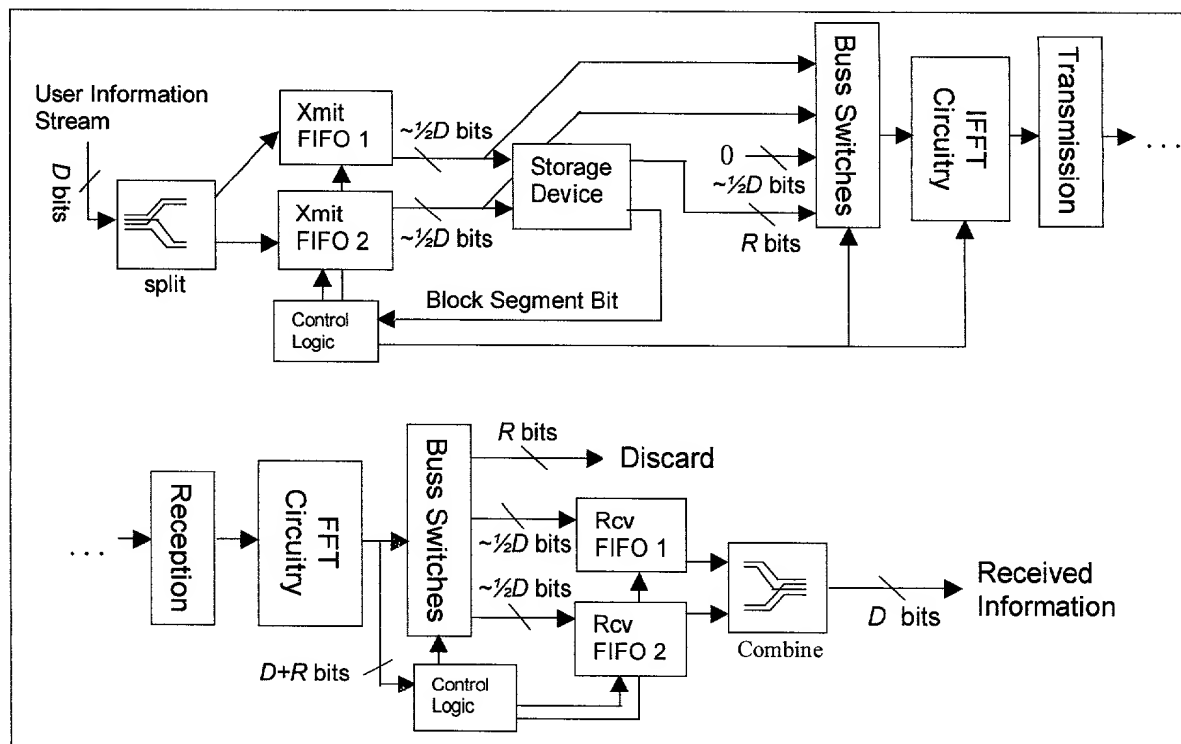 User Information
Stream
D bits
split
Xmit
FIFO 1
Xmit
FIFO 2
Control
Logic
~½D bits
~½D bits
Storage
Device
Block Segment Bit
0
~½D bits
R bits
Buss Switches
IFFT
Circuitry
Transmission
. . .
. . .
Reception
FFT
Circuitry
D+R bits
Buss Switches
Control
Logic
R bits
Discard
~½D bits
~½D bits
Rcv
FIFO 1
Rcv
FIFO 2
Combine
D bits
Received
Information